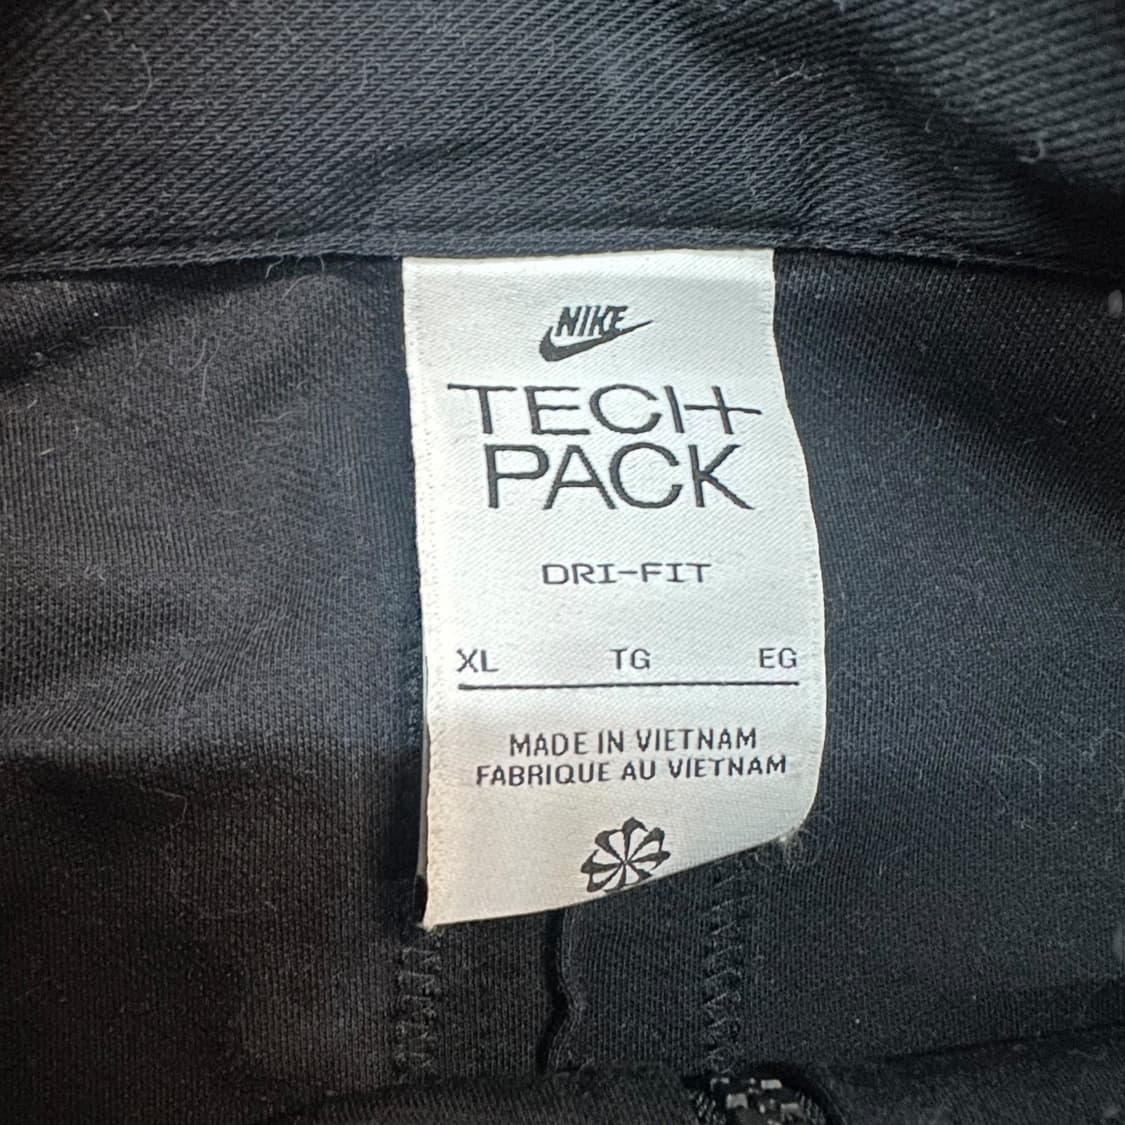 NIKE
TECH
PACK
DRI-FIT
XL TG EG
MADE IN VIETNAM
FABRIQUE AU VIETNAM